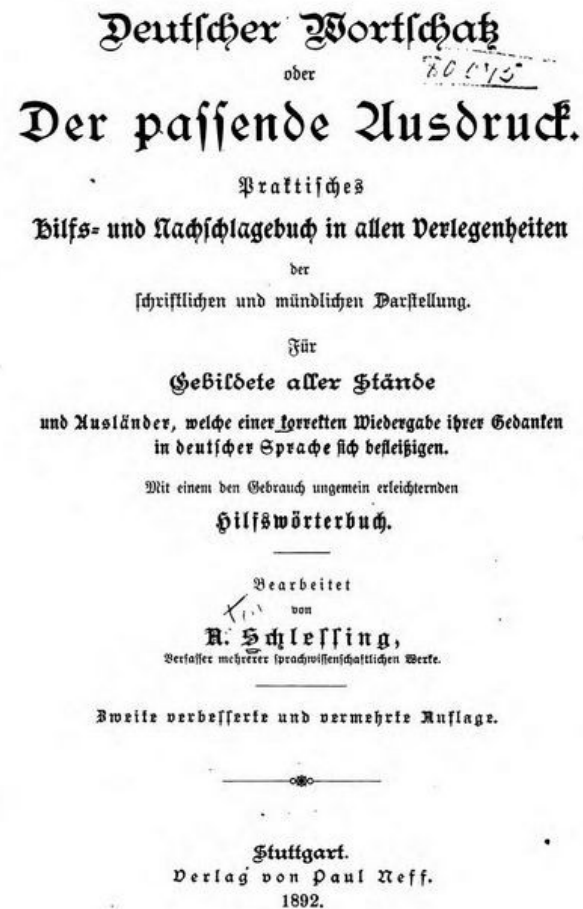 Deutscher Wortschatz
oder
Der passende Ausdruck.
Praktisches
Hilfs- und Nachschlagebuch in allen Verlegenheiten
der
schriftlichen und mündlichen Darstellung.
Für
Gebildete aller Stände
und Ausländer, welche einer korrekten Wiedergabe ihrer Gedanken
in deutscher Sprache sich befleißigen.
Mit einem den Gebrauch ungemein erleichternden
Hilfswörterbuch.
Bearbeitet
von
A. Schlessing,
Verfasser mehrerer sprachwissenschaftlichen Werke.
Zweite verbesserte und vermehrte Auflage.
Stuttgart.
Verlag von Paul Neff.
1892.